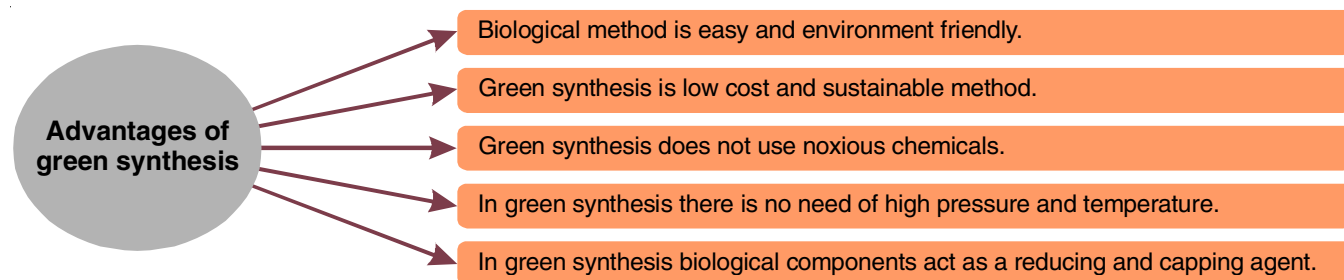 Advantages of
green synthesis
Biological method is easy and environment friendly.
Green synthesis is low cost and sustainable method.
Green synthesis does not use noxious chemicals.
In green synthesis there is no need of high pressure and temperature.
In green synthesis biological components act as a reducing and capping agent.